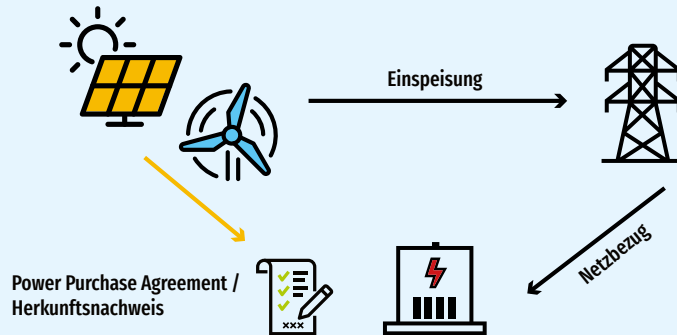 Einspeisung
Netzbezug
Power Purchase Agreement /
Herkunftsnachweis
xxx